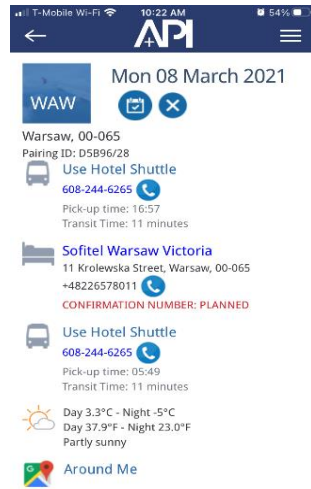 T-Mobile Wi-Fi 10:22 AM 54%
API
Mon 08 March 2021
WAW
Warsaw, 00-065
Pairing ID: D5B96/28
Use Hotel Shuttle
608-244-6265
Pick-up time: 16:57
Transit Time: 11 minutes
Sofitel Warsaw Victoria
11 Krolewska Street, Warsaw, 00-065
+48226578011
CONFIRMATION NUMBER: PLANNED
Use Hotel Shuttle
608-244-6265
Pick-up time: 05:49
Transit Time: 11 minutes
Day 3.3°C - Night -5°C
Day 37.9°F - Night 23.0°F
Partly sunny
Around Me